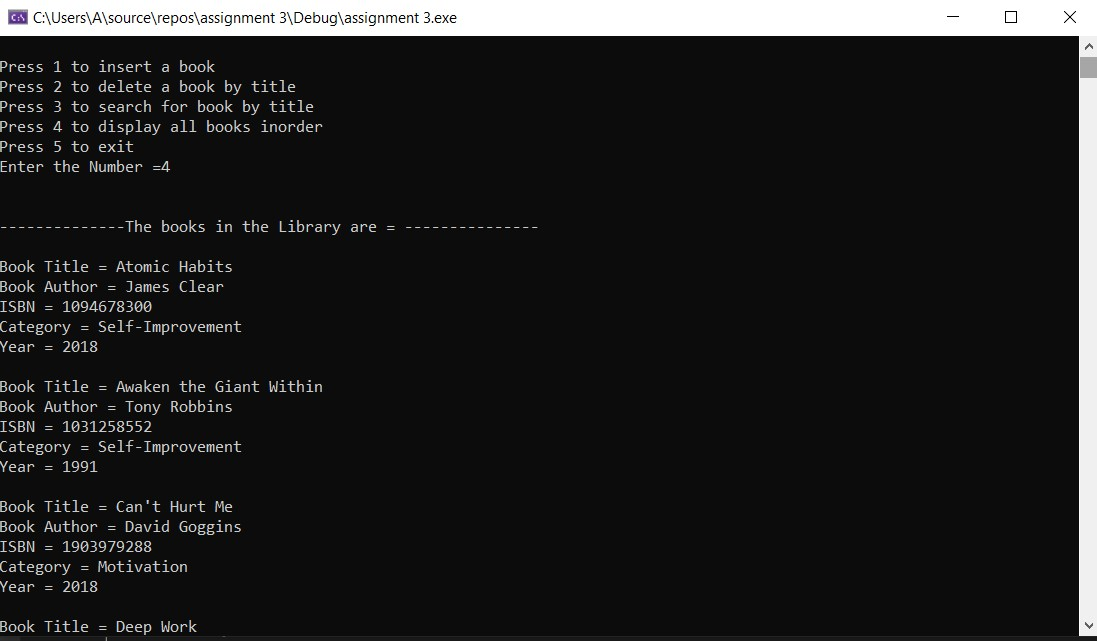 C:\Users\A\source\repos\assignment 3\Debug\assignment 3.exe
Press 1 to insert a book
Press 2 to delete a book by title
Press 3 to search for book by title
Press 4 to display all books inorder
Press 5 to exit
Enter the Number =4
--------------The books in the Library are = ---------------
Book Title = Atomic Habits
Book Author = James Clear
ISBN = 1094678300
Category = Self-Improvement
Year = 2018
Book Title = Awaken the Giant Within
Book Author = Tony Robbins
ISBN = 1031258552
Category = Self-Improvement
Year = 1991
Book Title = Can't Hurt Me
Book Author = David Goggins
ISBN = 1903979288
Category = Motivation
Year = 2018
Book Title = Deep Work